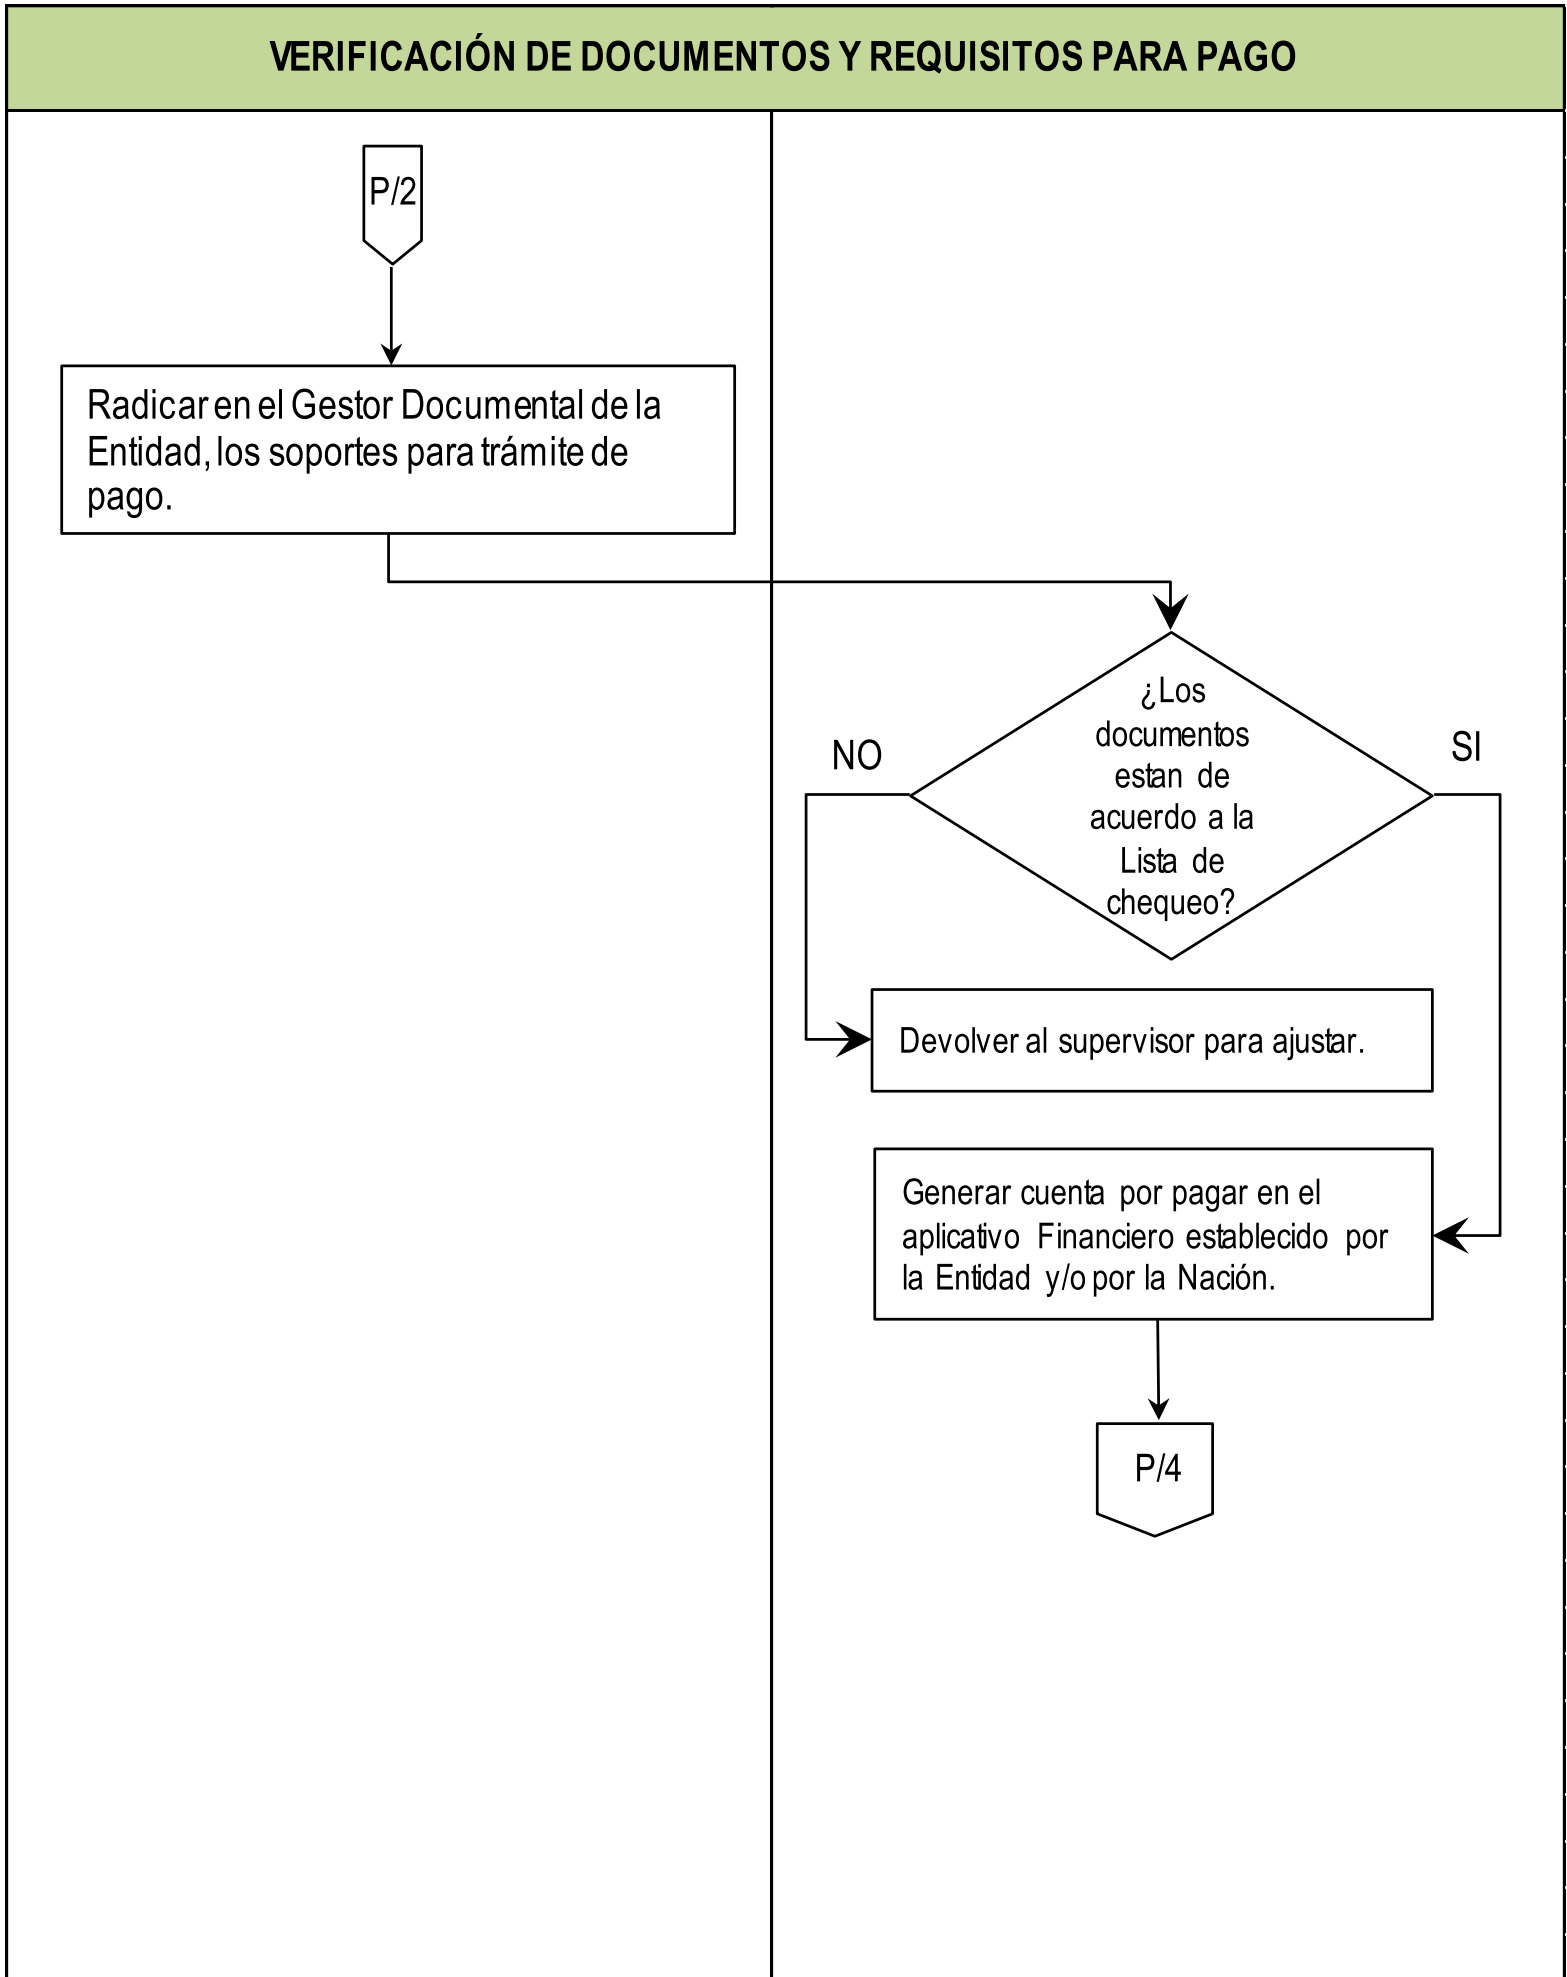 VERIFICACIÓN DE DOCUMENTOS Y REQUISITOS PARA PAGO
P/2
Radicar en el Gestor Documental de la
Entidad, los soportes para trámite de
pago.
¿Los
documentos
estan de
acuerdo a la
Lista de
chequeo?
NO
SI
Devolver al supervisor para ajustar.
Generar cuenta por pagar en el
aplicativo Financiero establecido por
la Entidad y/o por la Nación.
P/4